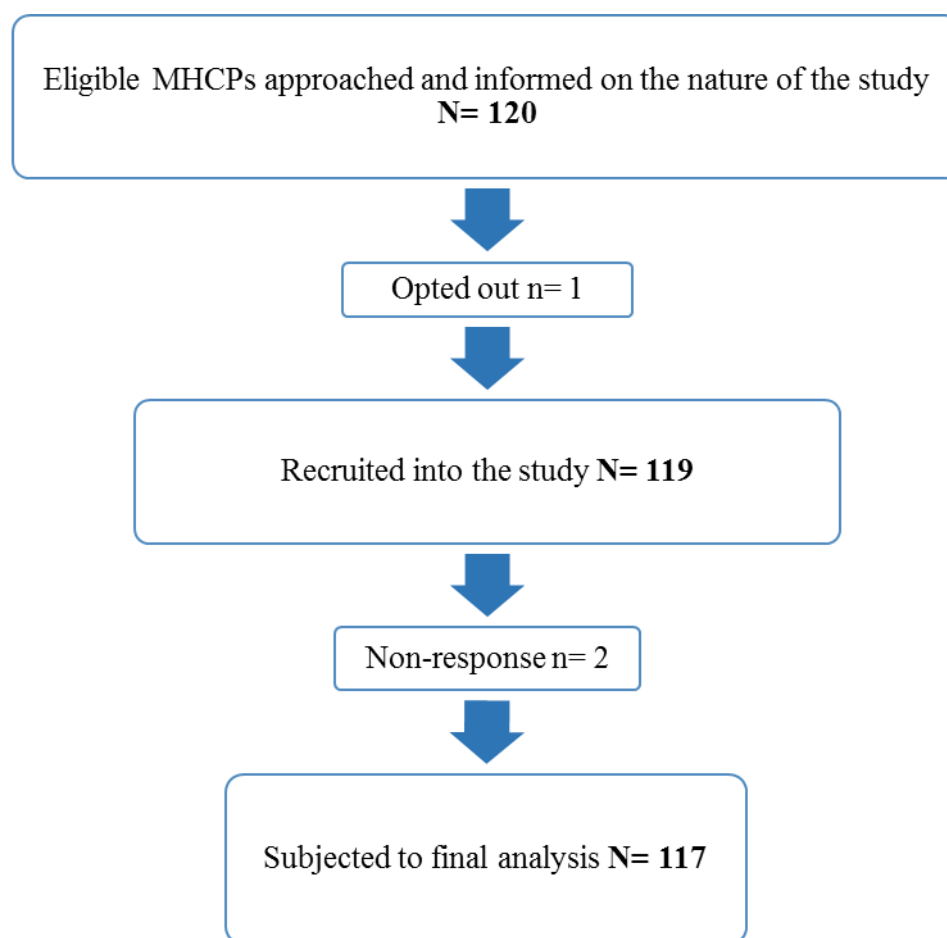 Eligible MHCPs approached and informed on the nature of the study
N= 120
Opted out n= 1
Recruited into the study N= 119
Non-response n= 2
Subjected to final analysis N= 117